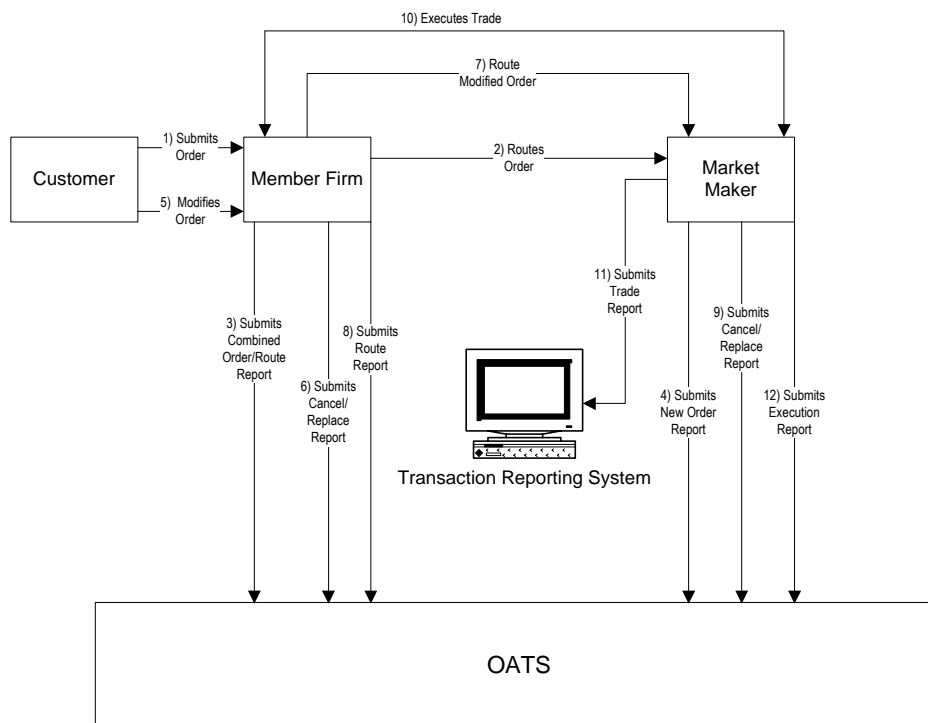 10) Executes Trade
7) Route
Modified Order
1) Submits
Order
2) Routes
Order
Customer
Member Firm
Market
Maker
5) Modifies
Order
11) Submits
Trade
Report
3) Submits
Combined
Order/Route
Report
8) Submits
Route
Report
9) Submits
Cancel/
Replace
Report
6) Submits
Cancel/
Replace
Report
4) Submits
New Order
Report
12) Submits
Execution
Report
Transaction Reporting System
OATS